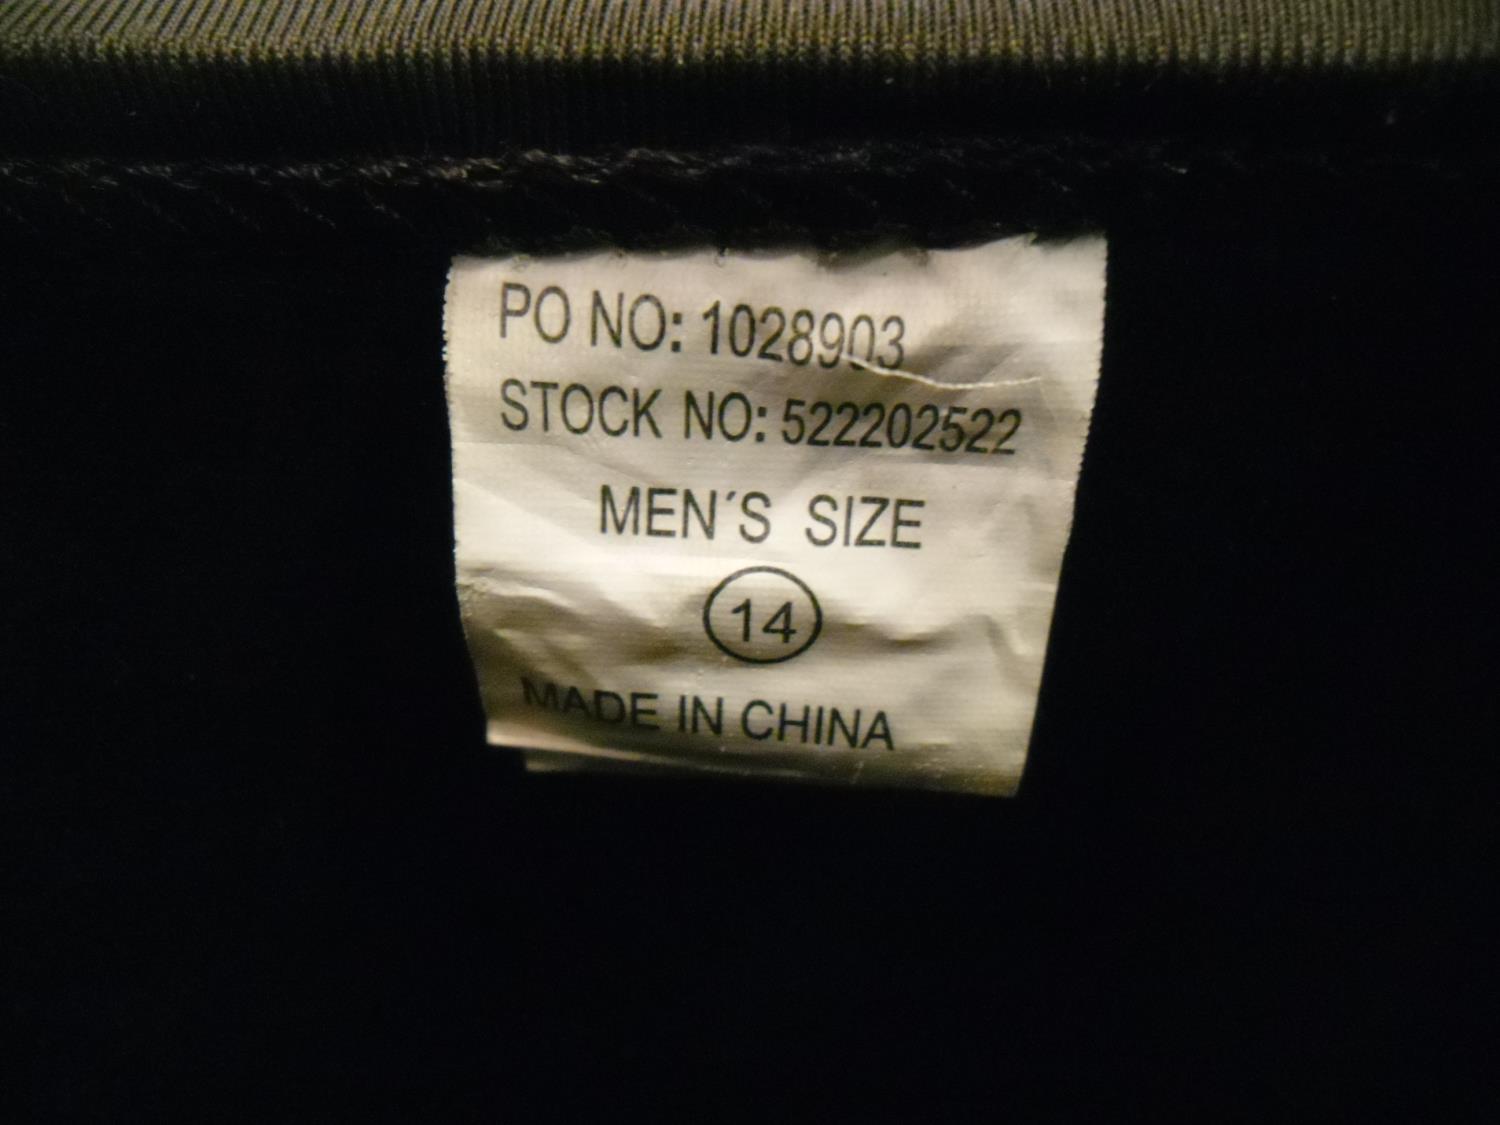 PO NO: 1028903
STOCK NO: 522202522
MEN´S SIZE
14
MADE IN CHINA